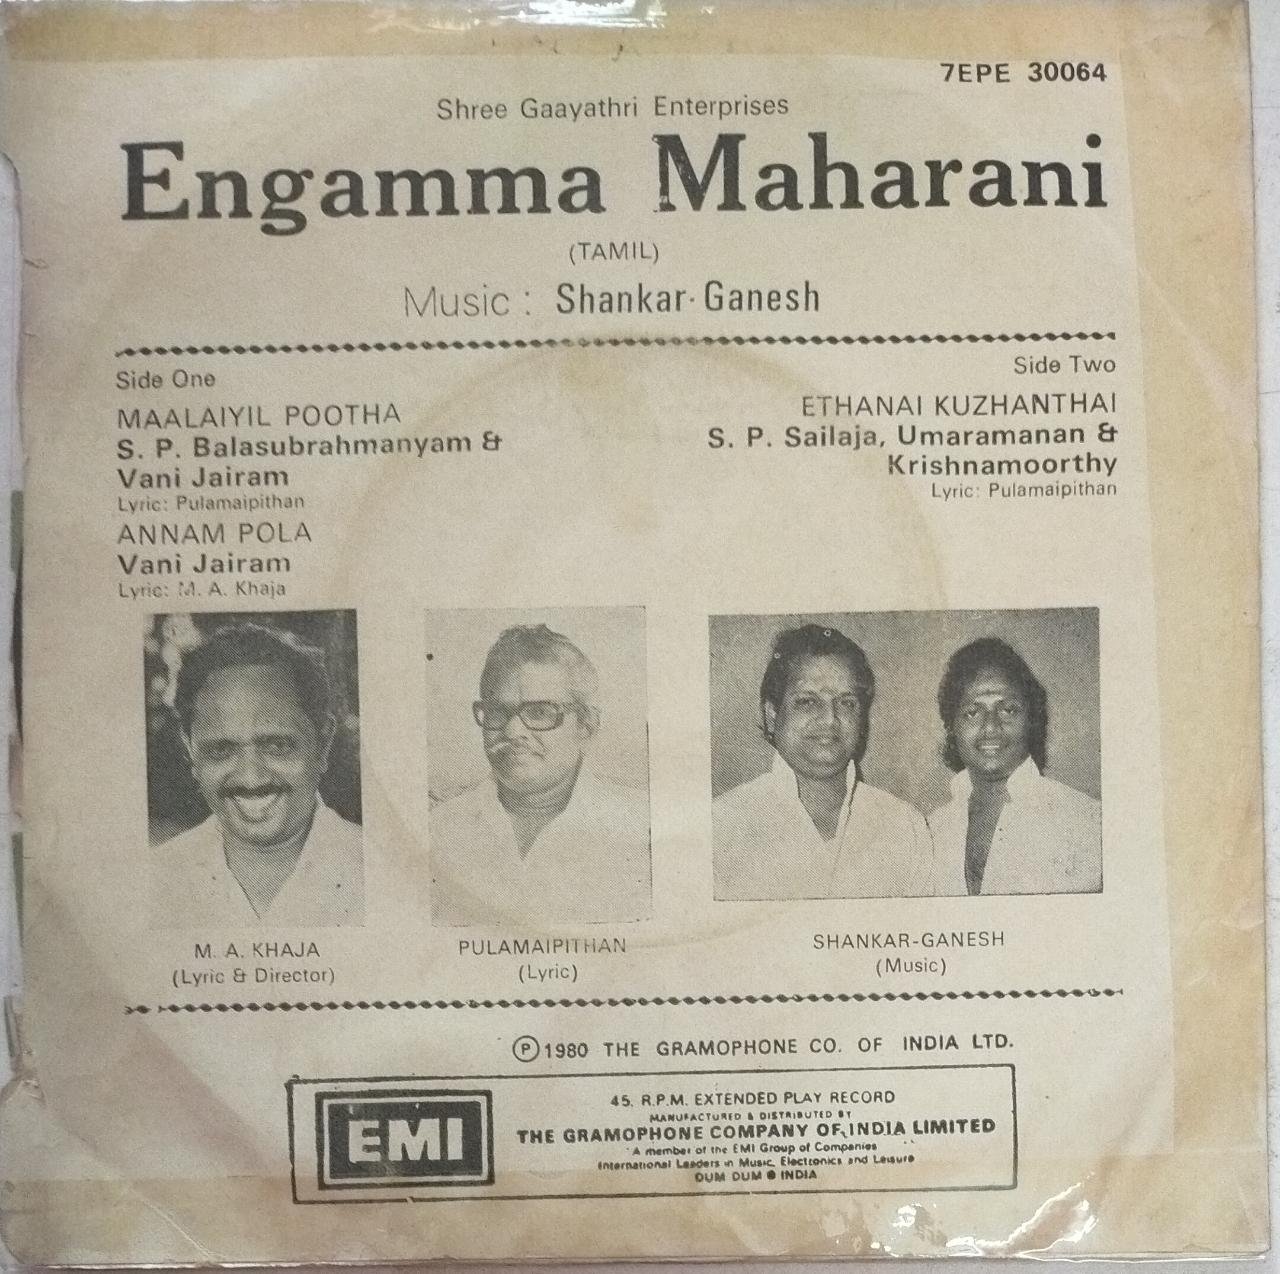 7EPE 30064
Shree Gaayathri Enterprises
Engamma Maharani
(TAMIL)
Music : Shankar-Ganesh
Side One
MAALAIYIL POOTHA
S. P. Balasubrahmanyam &
Vani Jairam
Lyric: Pulamaipithan
ANNAM POLA
Vani Jairam
Lyric: M. A. Khaja
Side Two
ETHANAI KUZHANTHAI
S. P. Sailaja, Umaramanan &
Krishnamoorthy
Lyric: Pulamaipithan
M. A. KHAJA
(Lyric & Director)
PULAMAIPITHAN
(Lyric)
SHANKAR-GANESH
(Music)
Ⓟ 1980 THE GRAMOPHONE CO. OF INDIA LTD.
EMI
45. R.P.M. EXTENDED PLAY RECORD
MANUFACTURED & DISTRIBUTED BY
THE GRAMOPHONE COMPANY OF INDIA LIMITED
A member of the EMI Group of Companies
International Leaders in Music, Electronics and Leisure
DUM DUM ● INDIA